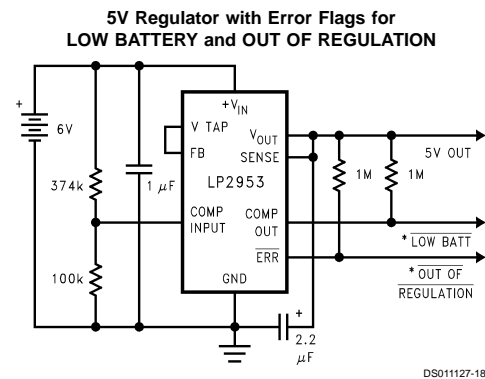 5V Regulator with Error Flags for
LOW BATTERY and OUT OF REGULATION
+VIN
+
6V
V TAP
FB
VOUT
SENSE
5V OUT
374k
1 μF
LP2953
1M
1M
COMP
INPUT
COMP
OUT
* LOW BATT
ERR
* OUT OF
REGULATION
100k
GND
+
2.2
μF
DS011127-18